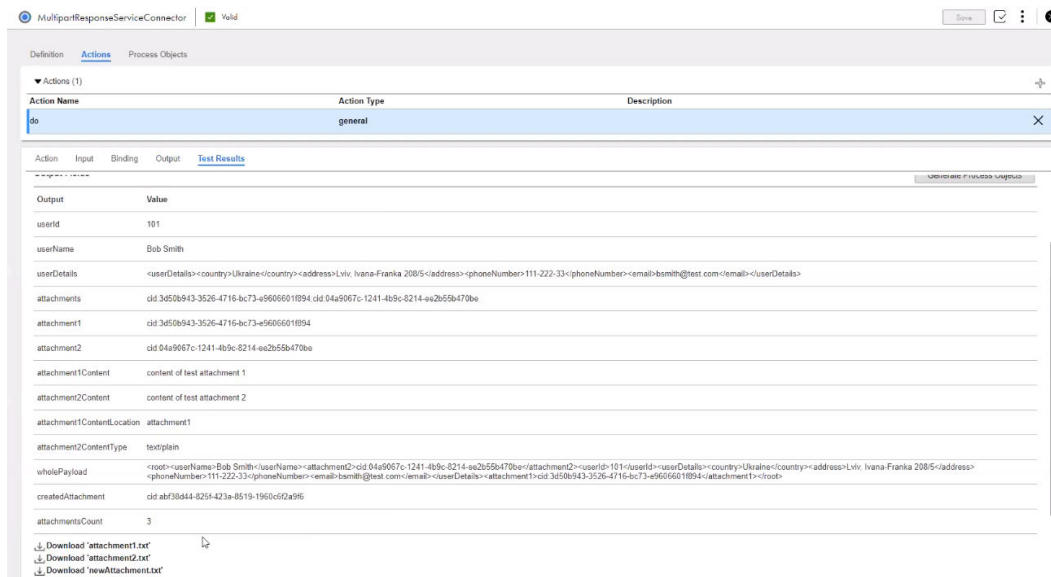 MultipartResponseServiceConnector Valid Save
Definition Actions Process Objects
Actions (1)
Action Name Action Type Description
do general
Action Input Binding Output Test Results
Output Fields Generate Process Objects
Output Value
userId 101
userName Bob Smith
userDetails <userDetails><country>Ukraine</country><address>Lviv, Ivana-Franka 208/5</address><phoneNumber>111-222-33</phoneNumber><email>bsmith@test.com</email></userDetails>
attachments cid:3d50b943-3526-4716-bc73-e9606601f894,cid:04a9067c-1241-4b9c-8214-ee2b55b470be
attachment1 cid:3d50b943-3526-4716-bc73-e9606601f894
attachment2 cid:04a9067c-1241-4b9c-8214-ee2b55b470be
attachment1Content content of test attachment 1
attachment2Content content of test attachment 2
attachment1ContentLocation attachment1
attachment2ContentType text/plain
wholePayload <root><userName>Bob Smith</userName><attachment2>cid:04a9067c-1241-4b9c-8214-ee2b55b470be</attachment2><userId>101</userId><userDetails><country>Ukraine</country><address>Lviv, Ivana-Franka 208/5</address>
<phoneNumber>111-222-33</phoneNumber><email>bsmith@test.com</email></userDetails><attachment1>cid:3d50b943-3526-4716-bc73-e9606601f894</attachment1></root>
createdAttachment cid:abf38d44-825f-423a-8519-1960c6f2a9f6
attachmentsCount 3
Download 'attachment1.txt'
Download 'attachment2.txt'
Download 'newAttachment.txt'